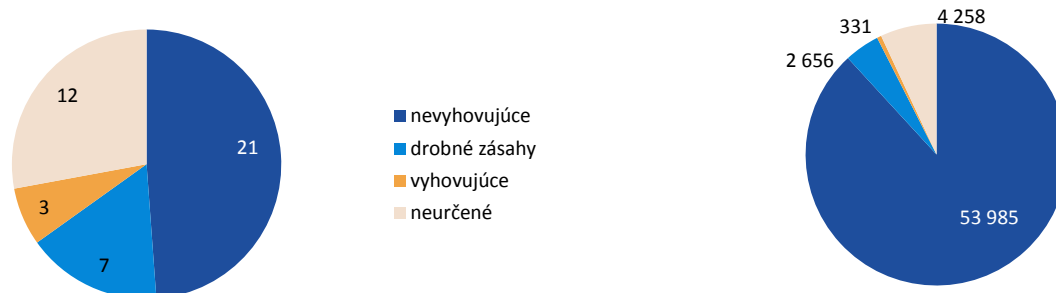 21
7
3
12
nevyhovujúce
drobné zásahy
vyhovujúce
neurčené
4 258
331
2 656
53 985